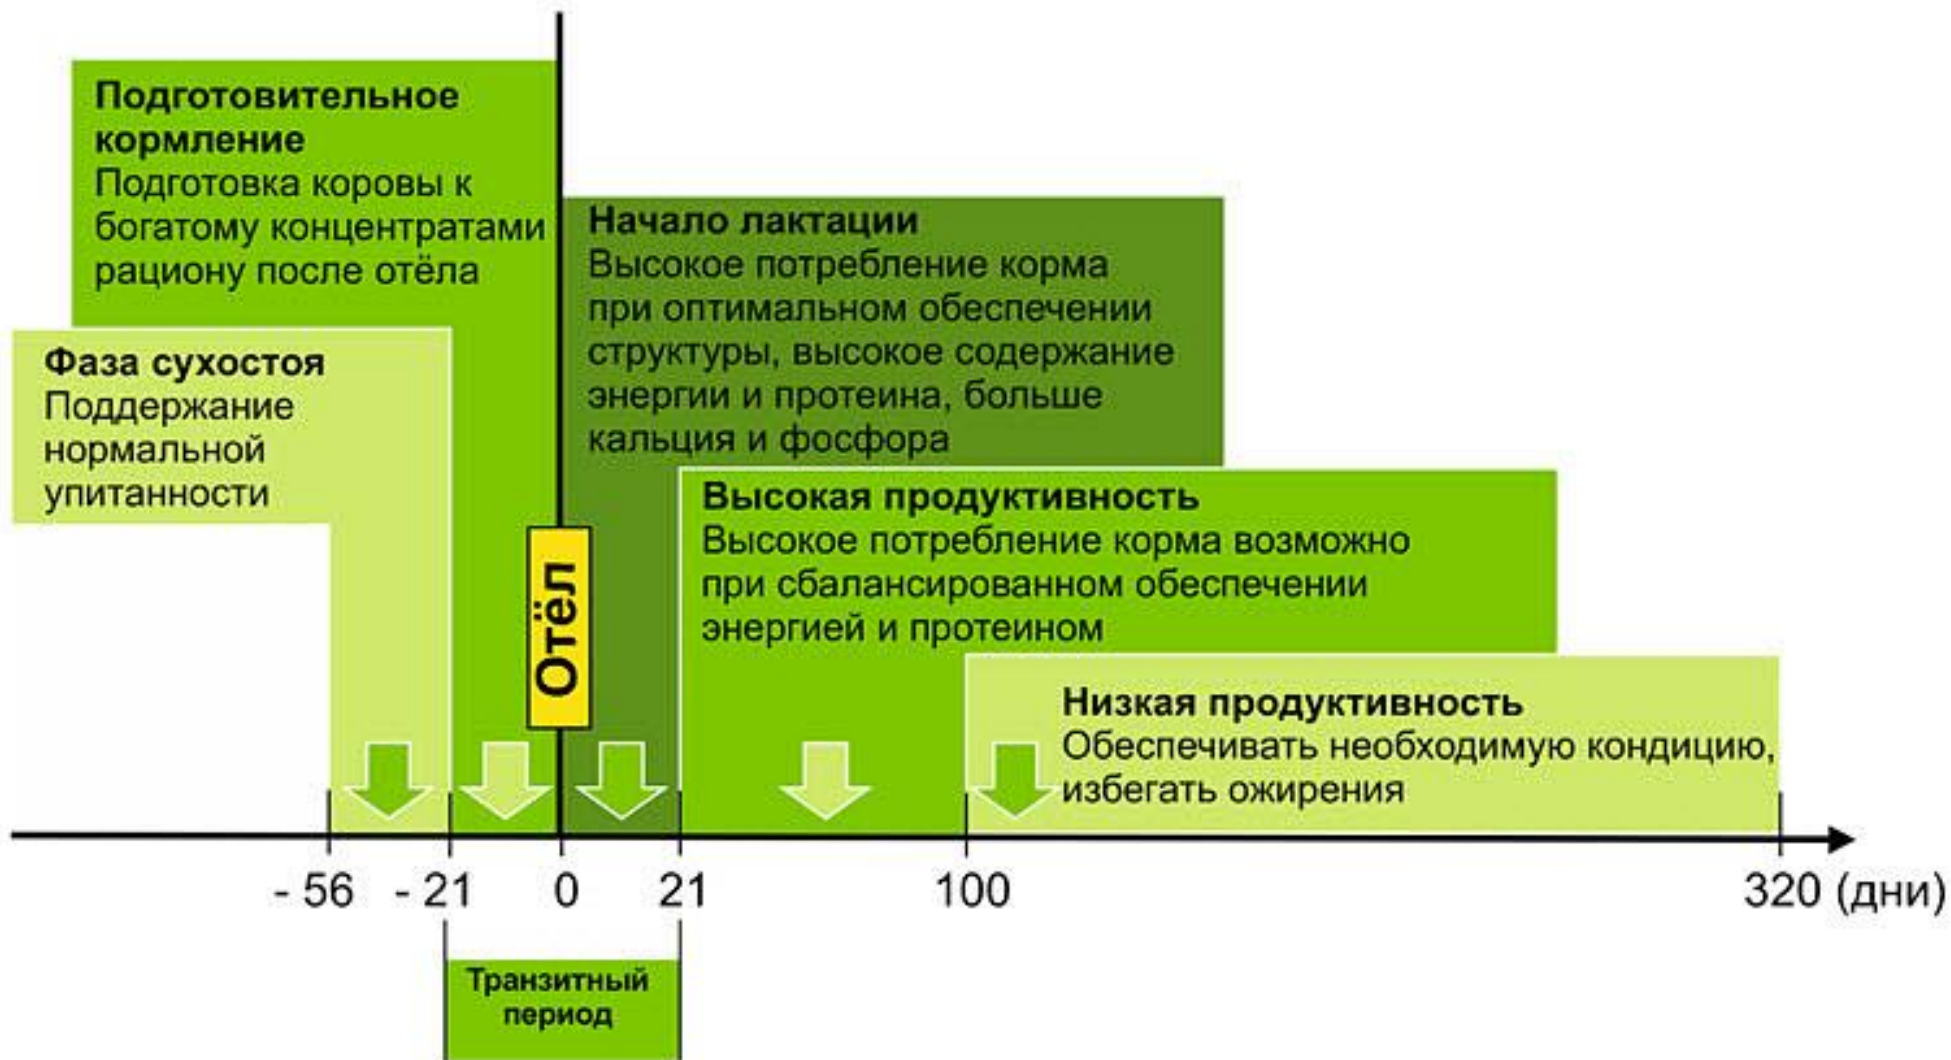 Подготовительное
кормление
Подготовка коровы к
богатому концентратами
рациону после отёла
Начало лактации
Высокое потребление корма
при оптимальном обеспечении
структуры, высокое содержание
энергии и протеина, больше
кальция и фосфора
Фаза сухостоя
Поддержание
нормальной
упитанности
Высокая продуктивность
Высокое потребление корма возможно
при сбалансированном обеспечении
энергией и протеином
Отёл
Низкая продуктивность
Обеспечивать необходимую кондицию,
избегать ожирения
- 56 - 21 0 21 100 320 (дни)
Транзитный
период